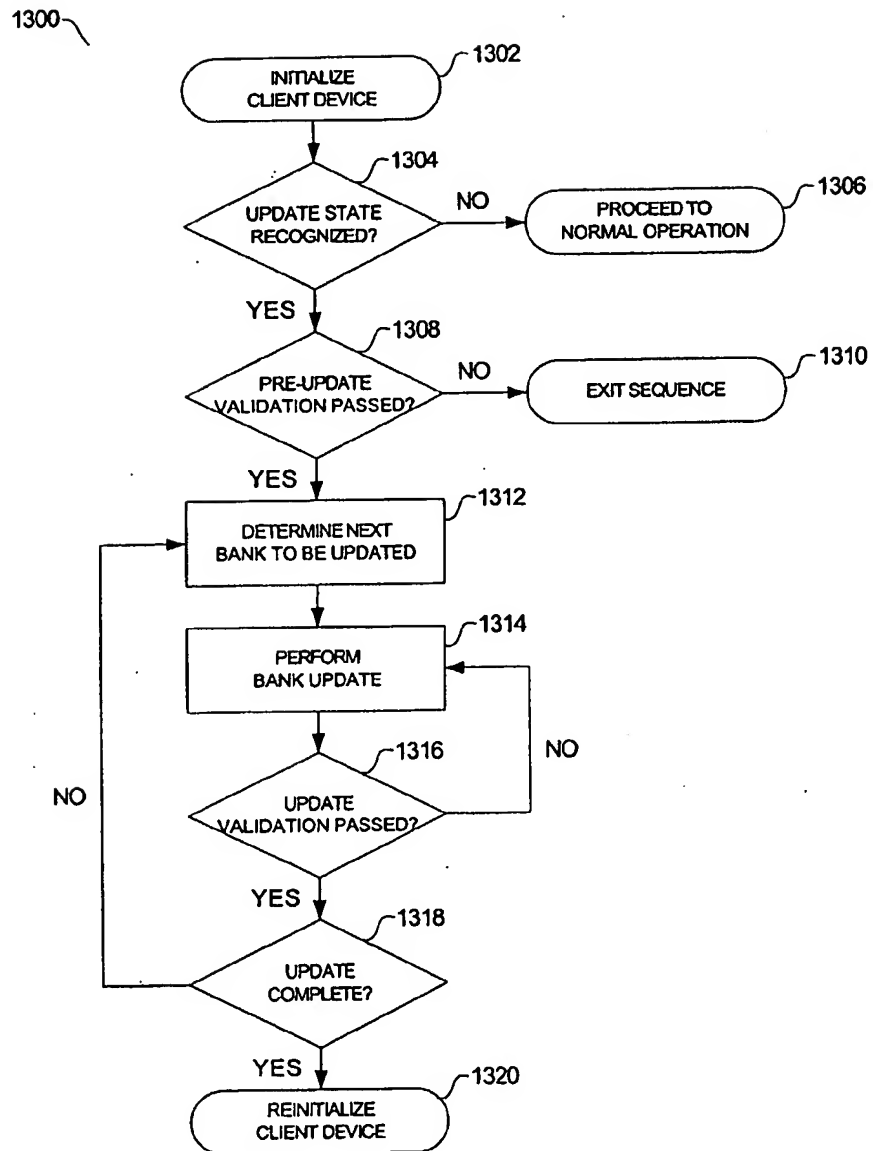 1300
1302
INITIALIZE
CLIENT DEVICE
1304
UPDATE STATE
RECOGNIZED?
NO
1306
PROCEED TO
NORMAL OPERATION
YES
1308
PRE-UPDATE
VALIDATION PASSED?
NO
1310
EXIT SEQUENCE
YES
1312
DETERMINE NEXT
BANK TO BE UPDATED
1314
PERFORM
BANK UPDATE
1316
UPDATE
VALIDATION PASSED?
NO
NO
YES
1318
UPDATE
COMPLETE?
YES
1320
REINITIALIZE
CLIENT DEVICE